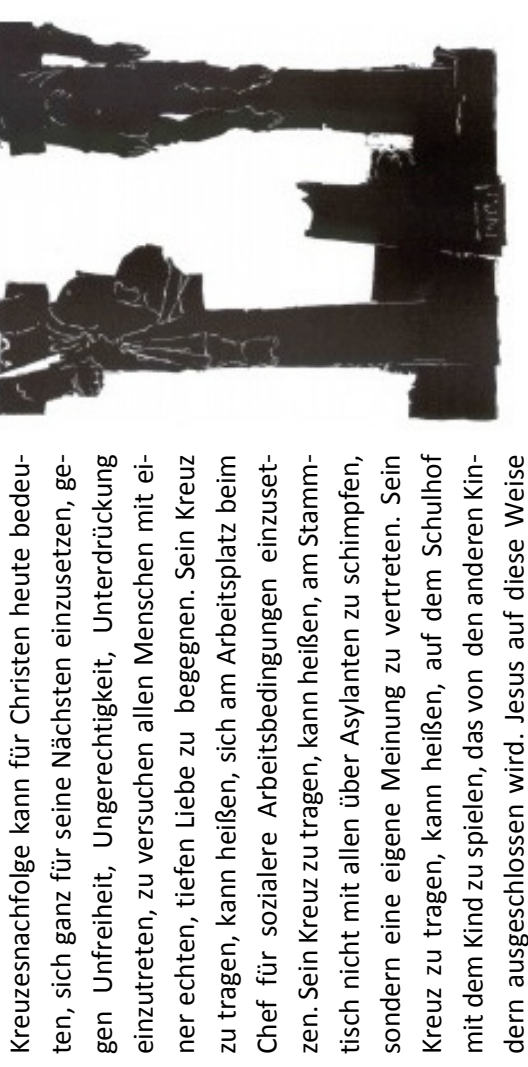 Kreuzesnachfolge kann für Christen heute bedeu-
ten, sich ganz für seine Nächsten einzusetzen, ge-
gen Unfreiheit, Ungerechtigkeit, Unterdrückung
einzutreten, zu versuchen allen Menschen mit ei-
ner echten, tiefen Liebe zu begegnen. Sein Kreuz
zu tragen, kann heißen, sich am Arbeitsplatz beim
Chef für sozialere Arbeitsbedingungen einzuset-
zen. Sein Kreuz zu tragen, kann heißen, am Stamm-
tisch nicht mit allen über Asylanten zu schimpfen,
sondern eine eigene Meinung zu vertreten. Sein
Kreuz zu tragen, kann heißen, auf dem Schulhof
mit dem Kind zu spielen, das von den anderen Kin-
dern ausgeschlossen wird. Jesus auf diese Weise